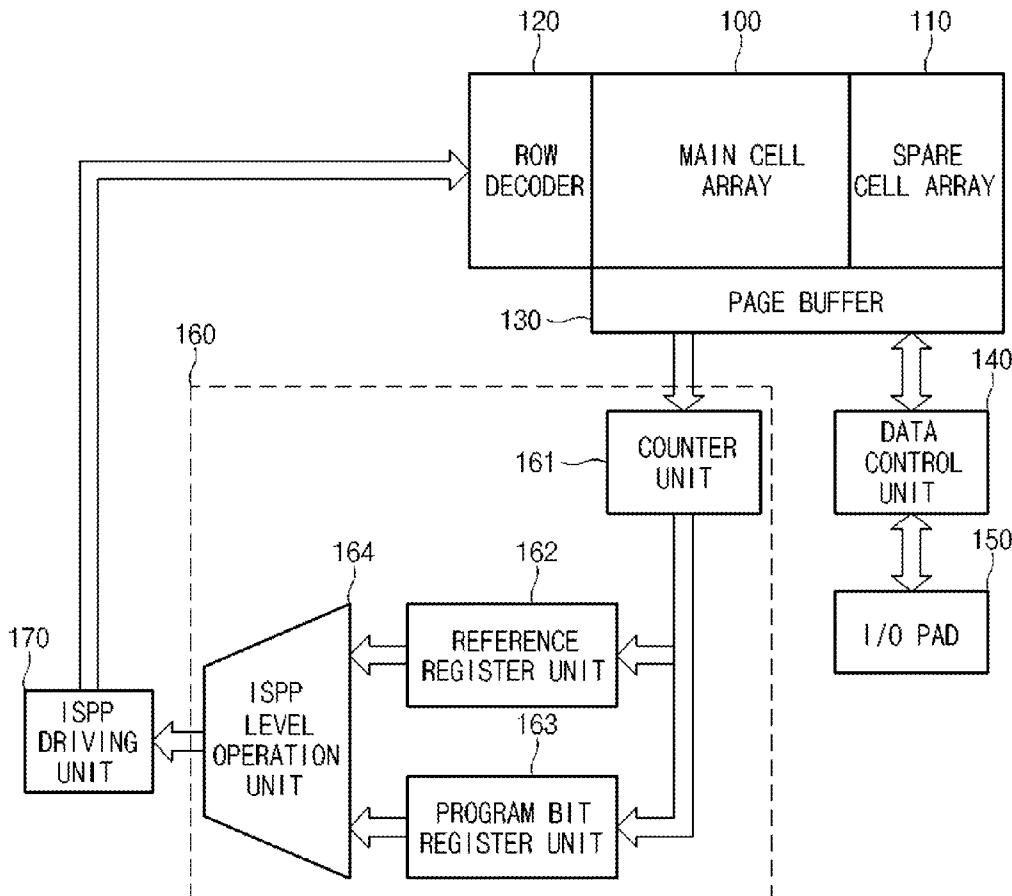 120
100
110
ROW
DECODER
MAIN CELL
ARRAY
SPARE
CELL ARRAY
PAGE BUFFER
130
160
140
COUNTER
UNIT
161
DATA
CONTROL
UNIT
150
I/O PAD
164
162
REFERENCE
REGISTER UNIT
170
ISPP
DRIVING
UNIT
ISPP
LEVEL
OPERATION
UNIT
163
PROGRAM BIT
REGISTER UNIT